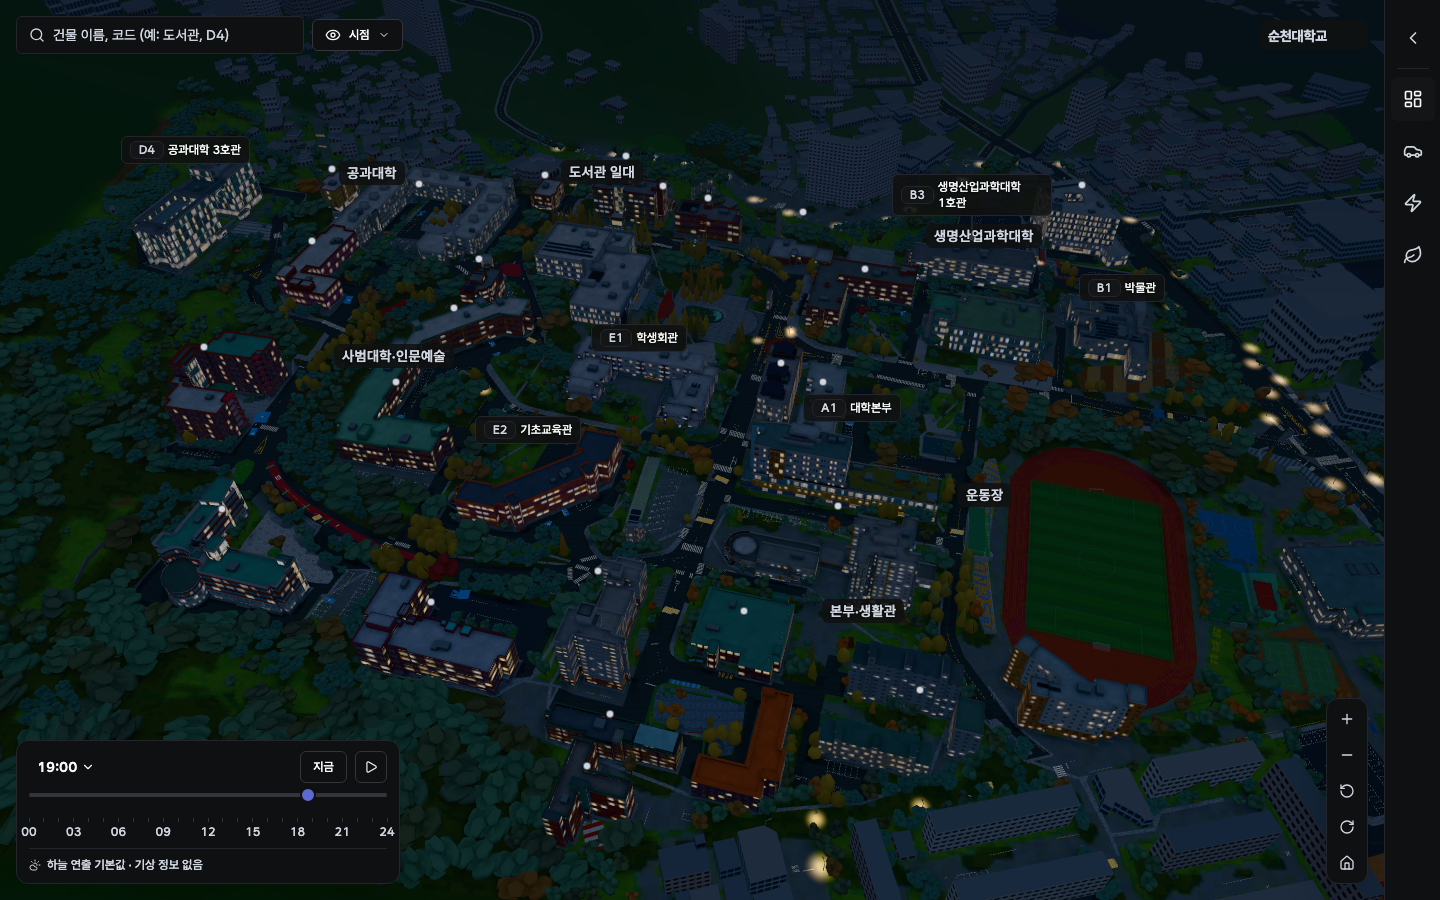 건물 이름, 코드 (예: 도서관, D4)
시점
순천대학교
D4 공과대학 3호관
공과대학
도서관 일대
B3 생명산업과학대학
1호관
생명산업과학대학
B1 박물관
E1 학생회관
사범대학·인문예술
A1 대학본부
E2 기초교육관
운동장
본부·생활관
19:00
지금
00 03 06 09 12 15 18 21 24
하늘 연출 기본값 · 기상 정보 없음